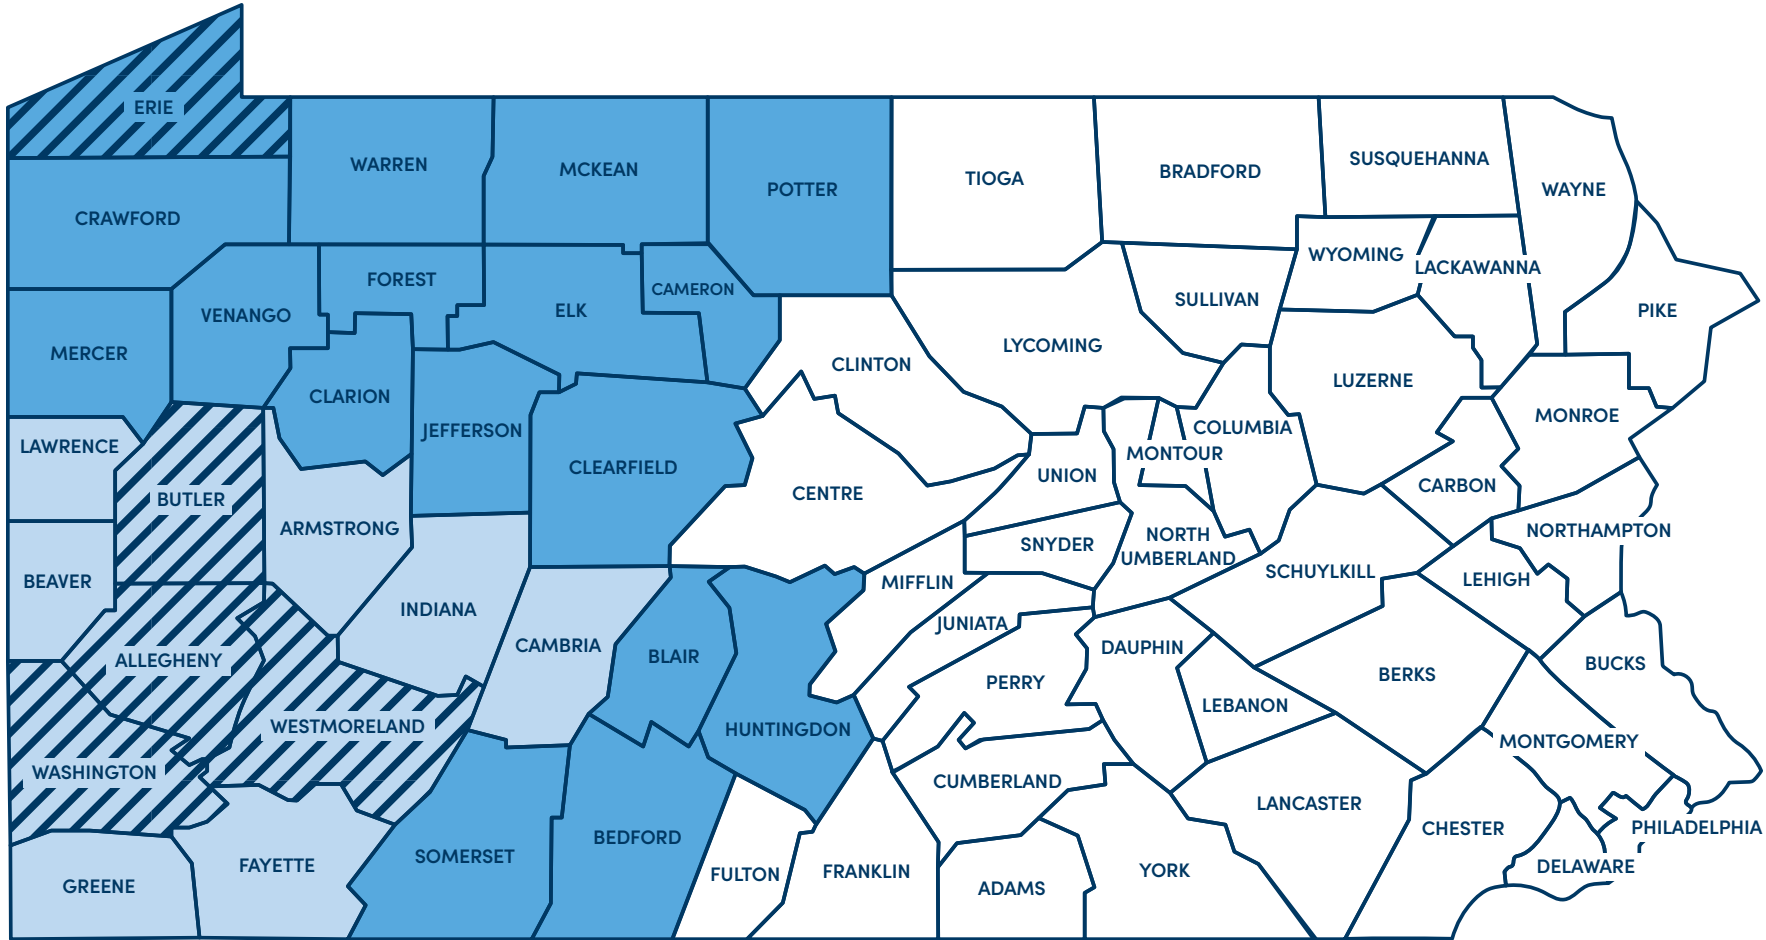 ERIE
WARREN
MCKEAN
POTTER
TIOGA
BRADFORD
SUSQUEHANNA
WAYNE
CRAWFORD
WYOMING
LACKAWANNA
FOREST
CAMERON
SULLIVAN
VENANGO
ELK
PIKE
MERCER
LYCOMING
CLINTON
LUZERNE
CLARION
MONROE
JEFFERSON
COLUMBIA
LAWRENCE
MONTOUR
CLEARFIELD
UNION
CARBON
CENTRE
BUTLER
ARMSTRONG
NORTHAMPTON
NORTH
UMBERLAND
SNYDER
SCHUYLKILL
BEAVER
MIFFLIN
LEHIGH
INDIANA
JUNIATA
CAMBRIA
DAUPHIN
BLAIR
ALLEGHENY
BUCKS
BERKS
PERRY
LEBANON
WESTMORELAND
HUNTINGDON
MONTGOMERY
WASHINGTON
CUMBERLAND
LANCASTER
PHILADELPHIA
CHESTER
BEDFORD
SOMERSET
FAYETTE
DELAWARE
YORK
FRANKLIN
FULTON
GREENE
ADAMS